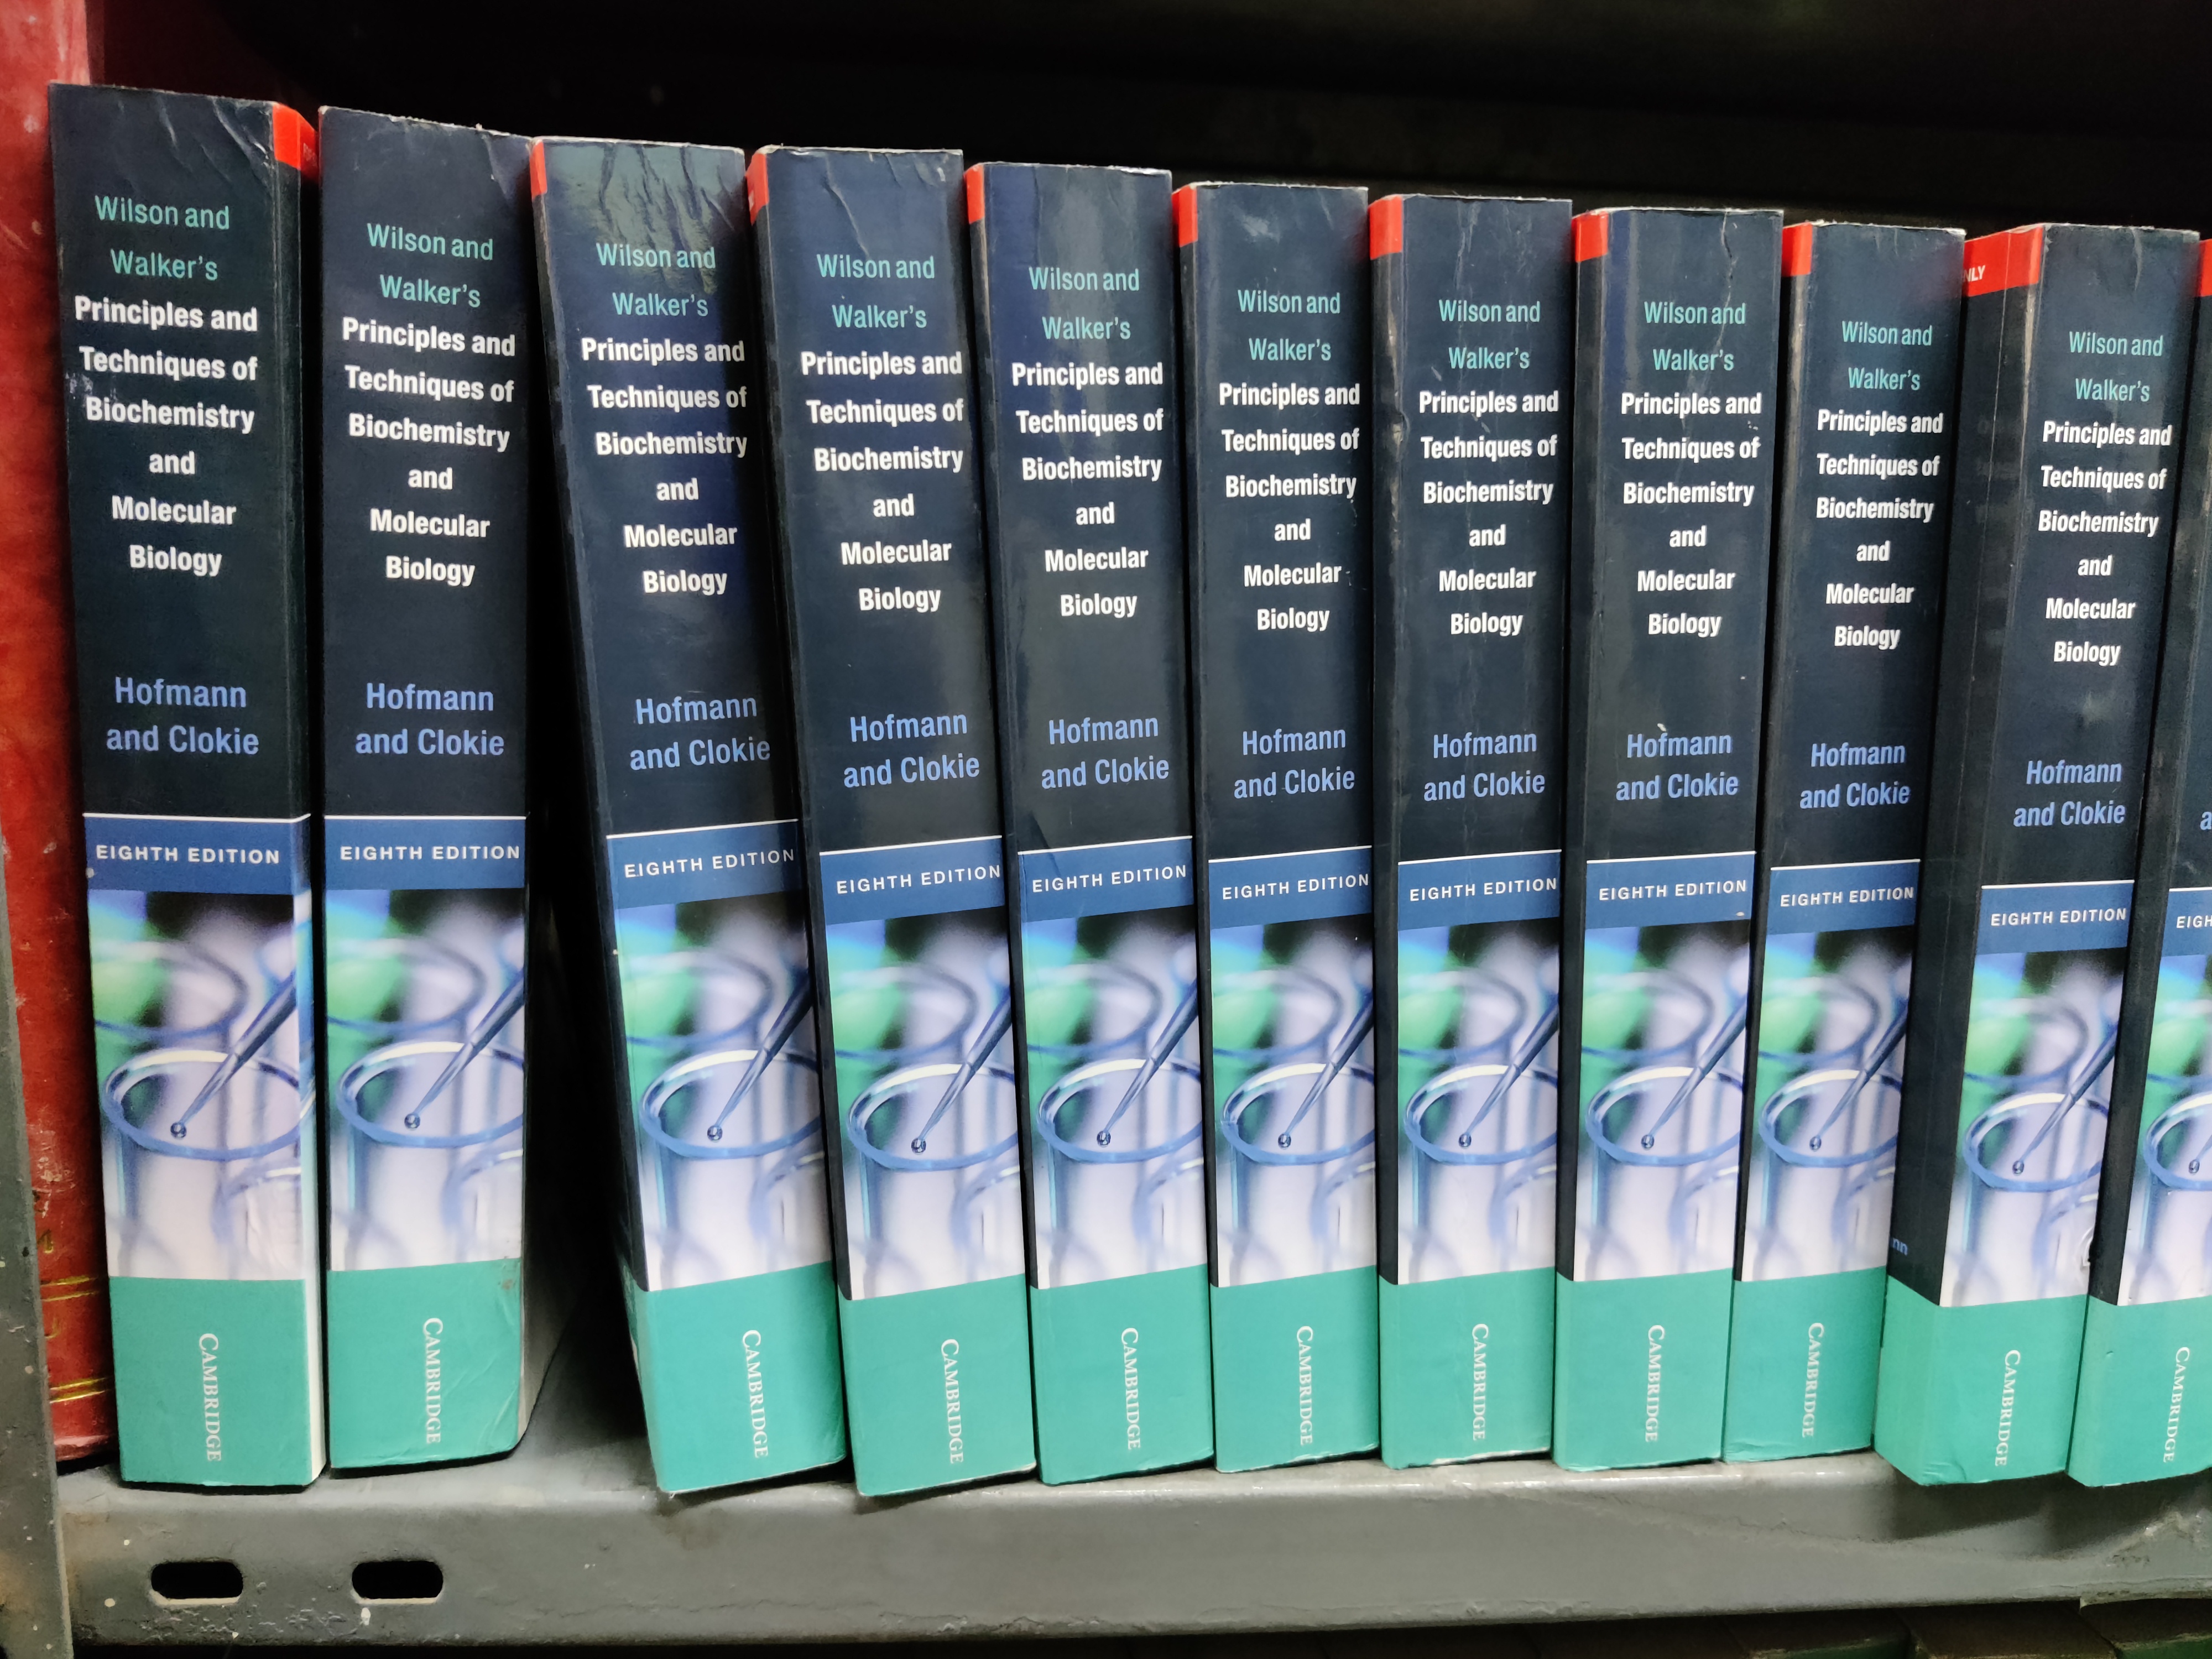 Wilson and
Walker's
Principles and
Techniques of
Biochemistry
and
Molecular
Biology
Hofmann
and Clokie
EIGHTH EDITION
CAMBRIDGE
Wilson and
Walker's
Principles and
Techniques of
Biochemistry
and
Molecular
Biology
Hofmann
and Clokie
EIGHTH EDITION
CAMBRIDGE
Wilson and
Walker's
Principles and
Techniques of
Biochemistry
and
Molecular
Biology
Hofmann
and Clokie
EIGHTH EDITION
CAMBRIDGE
Wilson and
Walker's
Principles and
Techniques of
Biochemistry
and
Molecular
Biology
Hofmann
and Clokie
EIGHTH EDITION
CAMBRIDGE
Wilson and
Walker's
Principles and
Techniques of
Biochemistry
and
Molecular
Biology
Hofmann
and Clokie
EIGHTH EDITION
CAMBRIDGE
Wilson and
Walker's
Principles and
Techniques of
Biochemistry
and
Molecular
Biology
Hofmann
and Clokie
EIGHTH EDITION
CAMBRIDGE
Wilson and
Walker's
Principles and
Techniques of
Biochemistry
and
Molecular
Biology
Hofmann
and Clokie
EIGHTH EDITION
CAMBRIDGE
Wilson and
Walker's
Principles and
Techniques of
Biochemistry
and
Molecular
Biology
Hofmann
and Clokie
EIGHTH EDITION
CAMBRIDGE
Wilson and
Walker's
Principles and
Techniques of
Biochemistry
and
Molecular
Biology
Hofmann
and Clokie
EIGHTH EDITION
CAMBRIDGE
Wilson and
Walker's
Principles and
Techniques of
Biochemistry
and
Molecular
Biology
Hofmann
and Clokie
EIGHTH EDITION
CAMBRIDGE
CAMBRIDGE